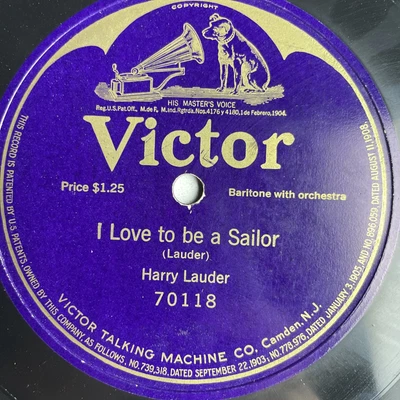 COPYRIGHT
HIS MASTER'S VOICE
Reg.U.S.Pat.Off., M.de F., M.Ind.Rgtrda.Nos.4176 y 4180,1 de Febrero,1904.
Victor
Price $1.25
Baritone with orchestra
I Love to be a Sailor
(Lauder)
Harry Lauder
70118
VICTOR TALKING MACHINE CO. Camden, N.J.
THIS RECORD IS PATENTED BY U.S. PATENTS, OWNED BY THIS COMPANY, AS FOLLOWS, NO.739,318, DATED SEPTEMBER 22,1903; NO.778,976, DATED JANUARY 3,1905, AND NO.896,059, DATED AUGUST 11,1908.